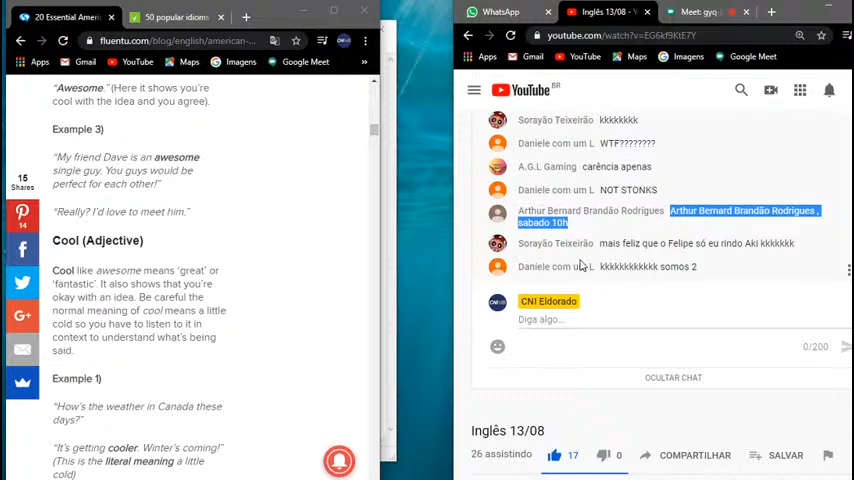 20 Essential Ameri
50 popular idioms
fluentu.com/blog/english/american-...
Apps
Gmail
YouTube
Maps
Imagens
Google Meet
»
"Awesome." (Here it shows you're
cool with the idea and you agree).
Example 3)
"My friend Dave is an awesome
single guy. You guys would be
perfect for each other!"
"Really? I'd love to meet him."
Cool (Adjective)
Cool like awesome means 'great' or
'fantastic'. It also shows that you're
okay with an idea. Be careful the
normal meaning of cool means a little
cold so you have to listen to it in
context to understand what's being
said.
Example 1)
"How's the weather in Canada these
days?"
"It's getting cooler. Winter's coming!"
(This is the literal meaning a little
cold)
15
Shares
14
G+
WhatsApp
Inglês 13/08 -
Meet: gyq-
youtube.com/watch?v=EG6kf9KtE7Y
Apps
Gmail
YouTube
Maps
Imagens
Google Meet
YouTube BR
Sorayão Teixeirão kkkkkkkk
Daniele com um L WTF????????
A.G.L Gaming carência apenas
Daniele com um L NOT STONKS
Arthur Bernard Brandão Rodrigues Arthur Bernard Brandão Rodrigues ,
sabado 10h
Sorayão Teixeirão mais feliz que o Felipe só eu rindo Aki kkkkkkk
Daniele com um L kkkkkkkkkkkk somos 2
CNI Eldorado
Diga algo...
0/200
OCULTAR CHAT
Inglês 13/08
26 assistindo
17
0
COMPARTILHAR
SALVAR